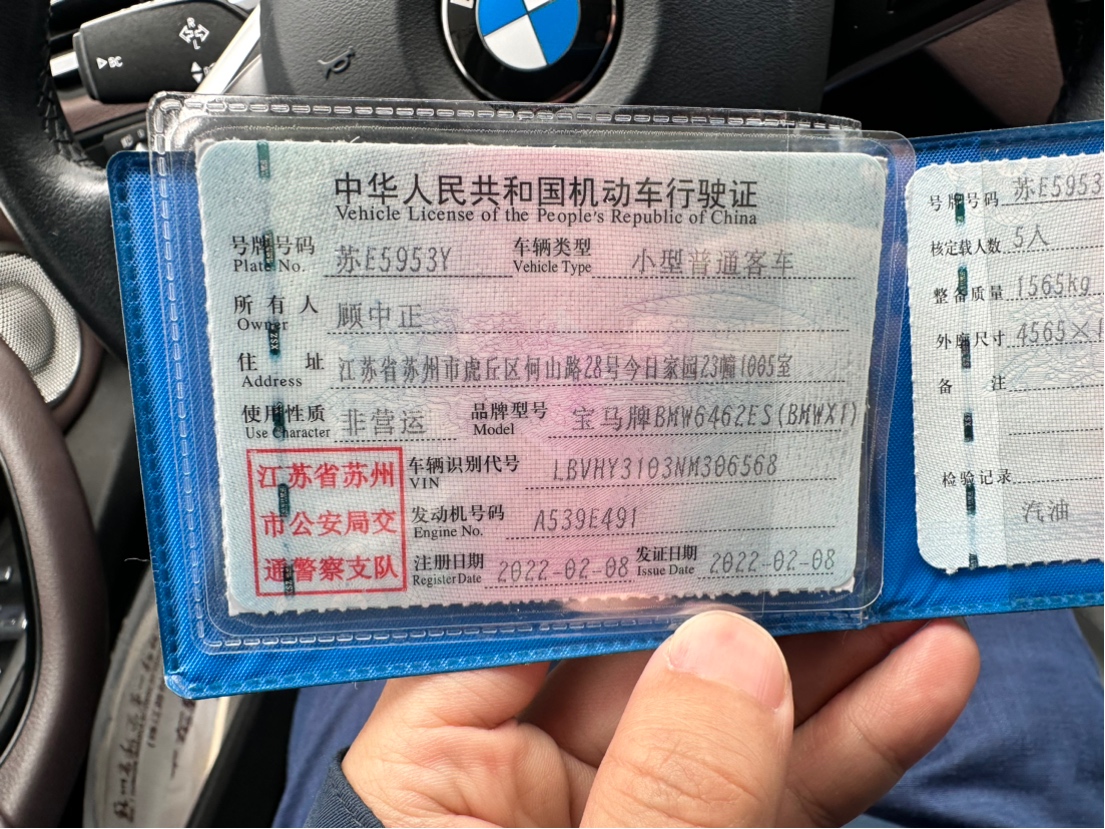 中华人民共和国机动车行驶证
Vehicle License of the People's Republic of China
号牌号码 苏E5953Y 车辆类型 小型普通客车
Plate No. Vehicle Type
所有人 顾中正
Owner
住址 江苏省苏州市虎丘区何山路28号今日家园23幢1005室
Address
使用性质 非营运 品牌型号 宝马牌BMW6462ES(BMWX1)
Use Character Model
江苏省苏州
市公安局交
通警察支队
车辆识别代号 LBVHY3103NM306568
VIN
发动机号码 A539E491
Engine No.
注册日期 2022-02-08 发证日期 2022-02-08
Register Date Issue Date
号牌号码 苏E5953
核定载人数 5人
整备质量 1565kg
外廓尺寸 4565×1
备注
检验记录
汽油
R
L
BC